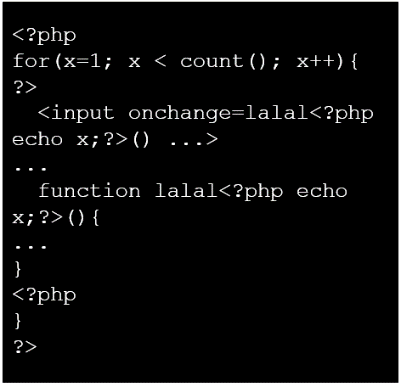 <?php
for(x=1; x < count(); x++){
?>
  <input onchange=lalal<?php
echo x;?>() ...>
...
  function lalal<?php echo
x;?>(){
...
}
<?php
}
?>